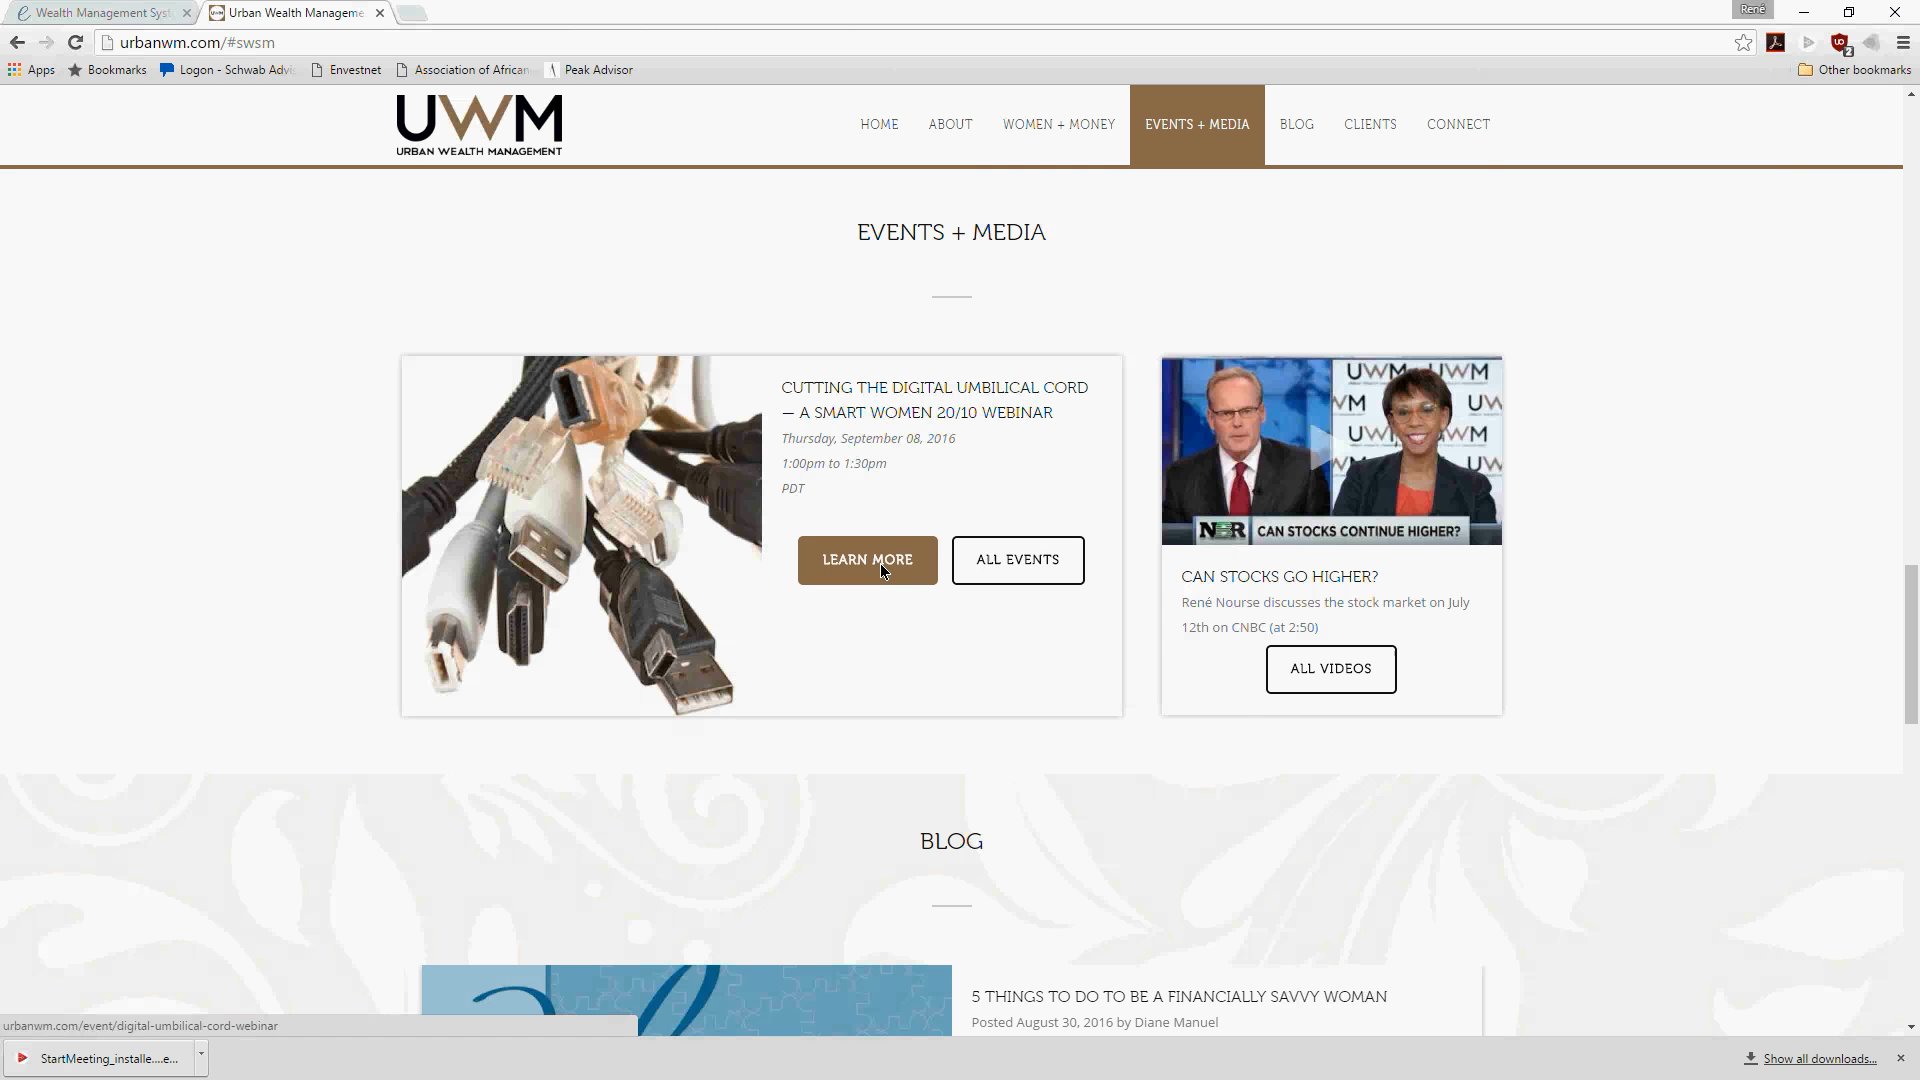 Wealth Management Syst
Urban Wealth Manageme
René
urbanwm.com/#swsm
2
Apps
Bookmarks
Logon - Schwab Advis
Envestnet
Association of African
Peak Advisor
Other bookmarks
UWM
URBAN WEALTH MANAGEMENT
HOME
ABOUT
WOMEN + MONEY
EVENTS + MEDIA
BLOG
CLIENTS
CONNECT
EVENTS + MEDIA
CUTTING THE DIGITAL UMBILICAL CORD
— A SMART WOMEN 20/10 WEBINAR
Thursday, September 08, 2016
1:00pm to 1:30pm
PDT
LEARN MORE
ALL EVENTS
UWM UWM
CAN STOCKS CONTINUE HIGHER?
CAN STOCKS GO HIGHER?
René Nourse discusses the stock market on July
12th on CNBC (at 2:50)
ALL VIDEOS
BLOG
5 THINGS TO DO TO BE A FINANCIALLY SAVVY WOMAN
Posted August 30, 2016 by Diane Manuel
urbanwm.com/event/digital-umbilical-cord-webinar
StartMeeting_installe....e...
Show all downloads...